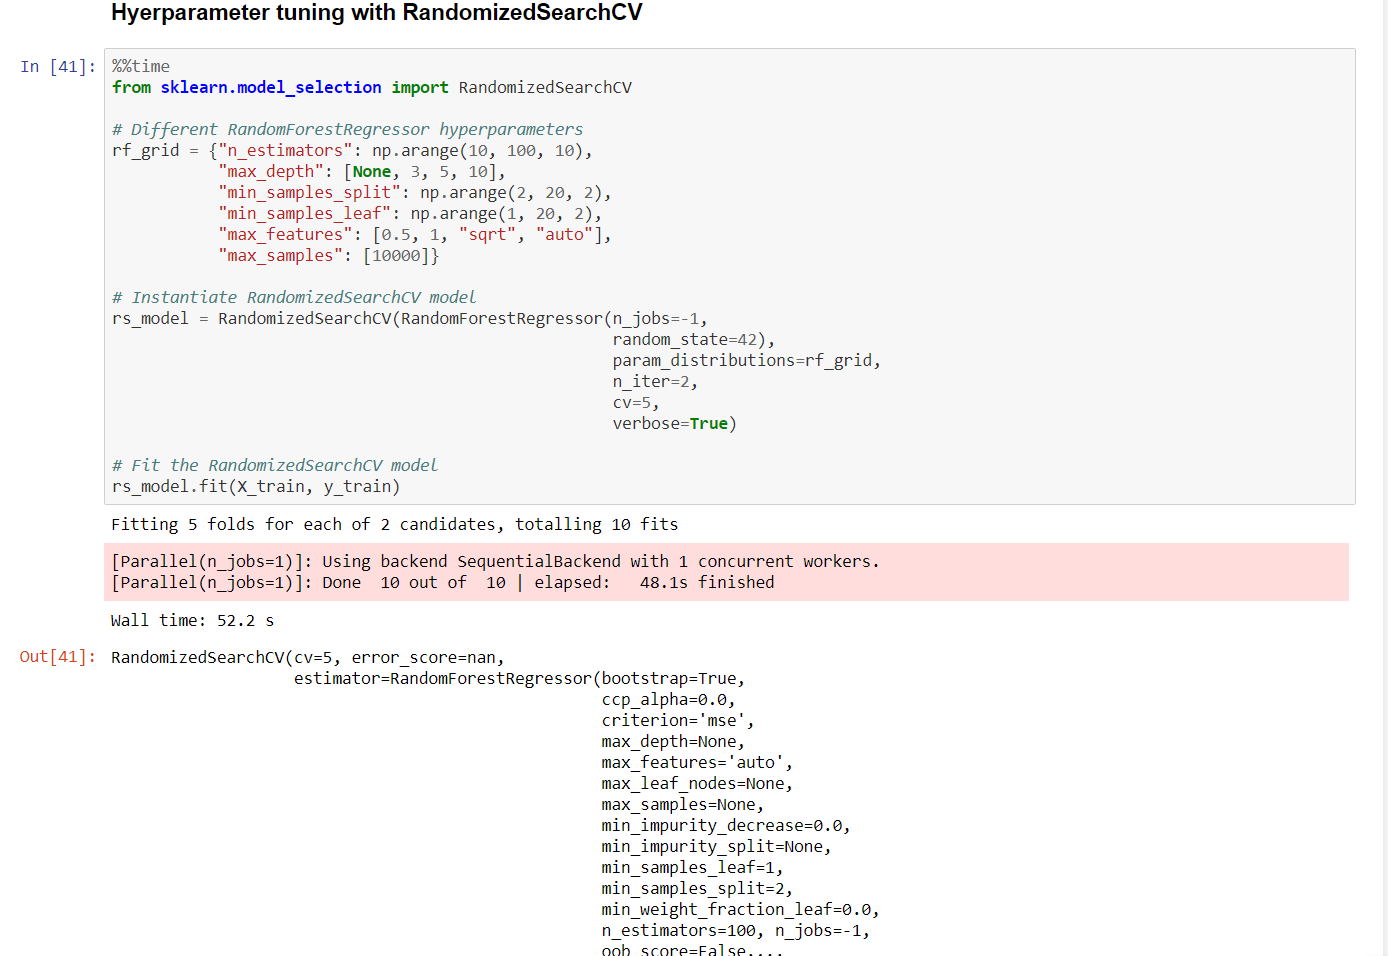 Hyerparameter tuning with RandomizedSearchCV
In [41]:
%%time
from sklearn.model_selection import RandomizedSearchCV
# Different RandomForestRegressor hyperparameters
rf_grid = {"n_estimators": np.arange(10, 100, 10),
"max_depth": [None, 3, 5, 10],
"min_samples_split": np.arange(2, 20, 2),
"min_samples_leaf": np.arange(1, 20, 2),
"max_features": [0.5, 1, "sqrt", "auto"],
"max_samples": [10000]}
# Instantiate RandomizedSearchCV model
rs_model = RandomizedSearchCV(RandomForestRegressor(n_jobs=-1,
random_state=42),
param_distributions=rf_grid,
n_iter=2,
cv=5,
verbose=True)
# Fit the RandomizedSearchCV model
rs_model.fit(X_train, y_train)
Fitting 5 folds for each of 2 candidates, totalling 10 fits
[Parallel(n_jobs=1)]: Using backend SequentialBackend with 1 concurrent workers.
[Parallel(n_jobs=1)]: Done  10 out of  10 | elapsed:   48.1s finished
Wall time: 52.2 s
Out[41]:
RandomizedSearchCV(cv=5, error_score=nan,
estimator=RandomForestRegressor(bootstrap=True,
ccp_alpha=0.0,
criterion='mse',
max_depth=None,
max_features='auto',
max_leaf_nodes=None,
max_samples=None,
min_impurity_decrease=0.0,
min_impurity_split=None,
min_samples_leaf=1,
min_samples_split=2,
min_weight_fraction_leaf=0.0,
n_estimators=100, n_jobs=-1,
oob_score=False,...